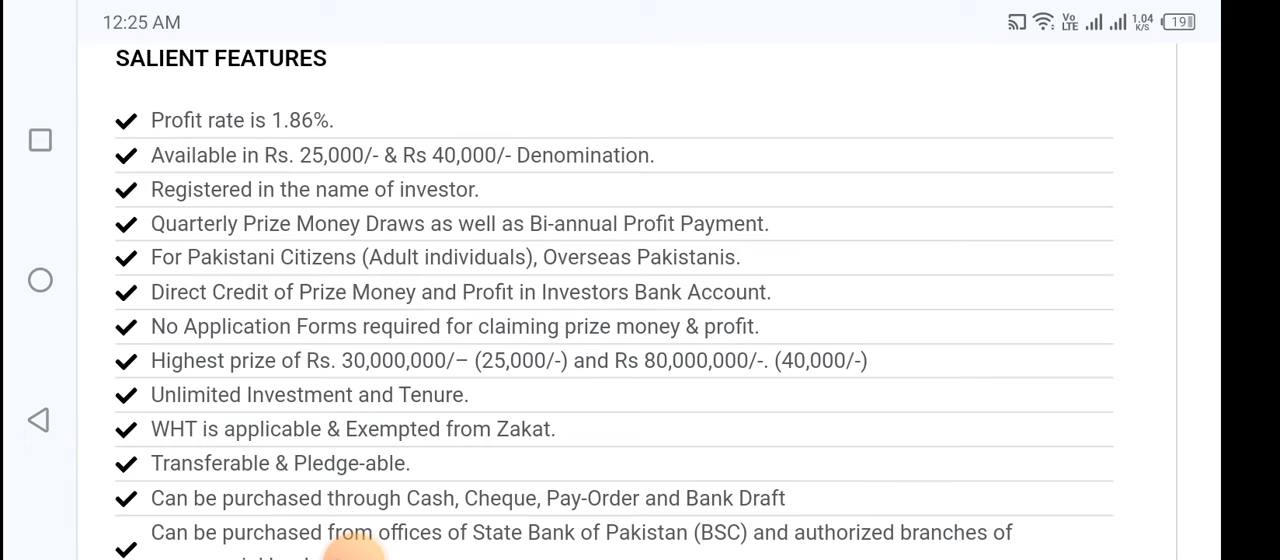 12:25 AM
Vo LTE 1.04 K/S 19
SALIENT FEATURES
Profit rate is 1.86%.
Available in Rs. 25,000/- & Rs 40,000/- Denomination.
Registered in the name of investor.
Quarterly Prize Money Draws as well as Bi-annual Profit Payment.
For Pakistani Citizens (Adult individuals), Overseas Pakistanis.
Direct Credit of Prize Money and Profit in Investors Bank Account.
No Application Forms required for claiming prize money & profit.
Highest prize of Rs. 30,000,000/– (25,000/-) and Rs 80,000,000/-. (40,000/-)
Unlimited Investment and Tenure.
WHT is applicable & Exempted from Zakat.
Transferable & Pledge-able.
Can be purchased through Cash, Cheque, Pay-Order and Bank Draft
Can be purchased from offices of State Bank of Pakistan (BSC) and authorized branches of